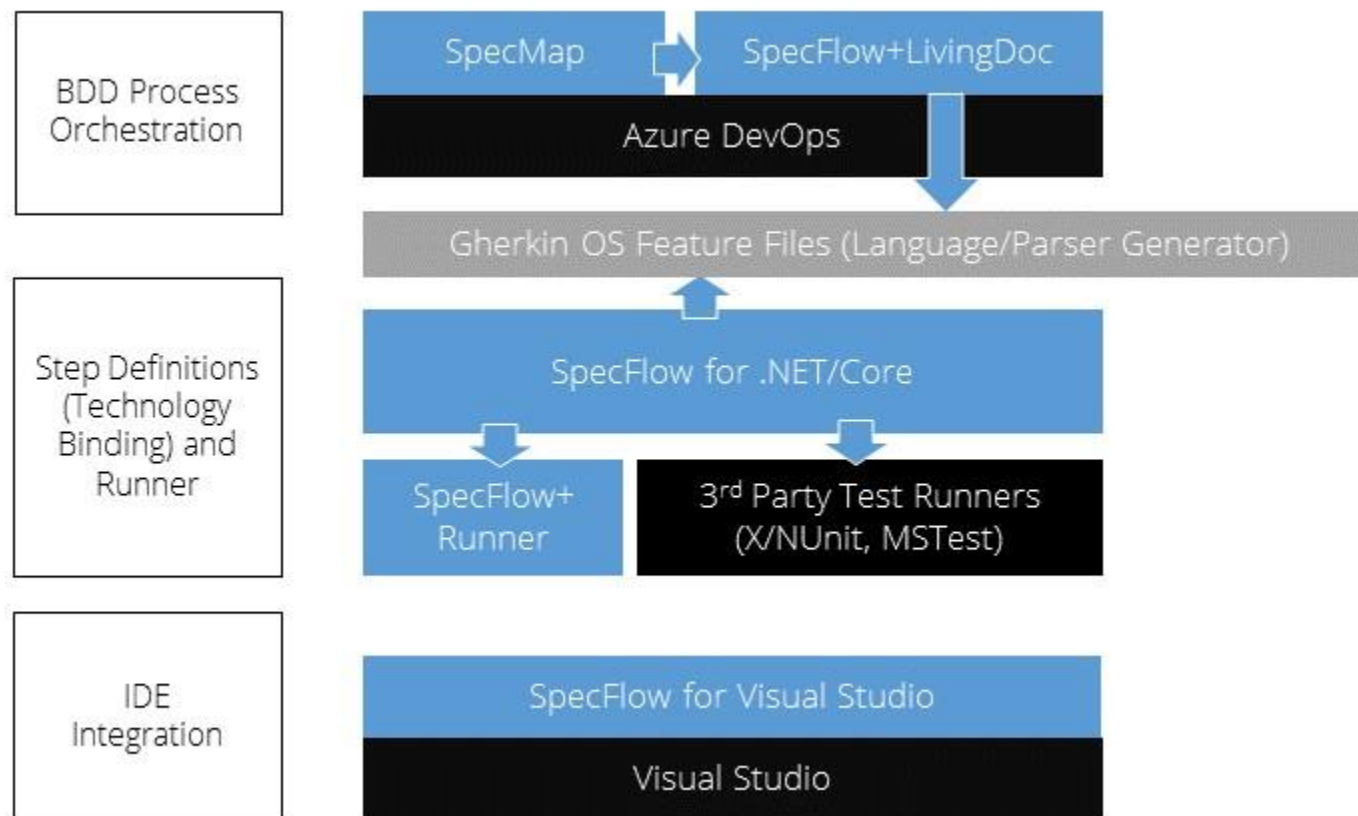 BDD Process
Orchestration
SpecMap
SpecFlow+LivingDoc
Azure DevOps
Gherkin OS Feature Files (Language/Parser Generator)
Step Definitions
(Technology
Binding) and
Runner
SpecFlow for .NET/Core
SpecFlow+
Runner
3rd Party Test Runners
(X/NUnit, MSTest)
IDE
Integration
SpecFlow for Visual Studio
Visual Studio